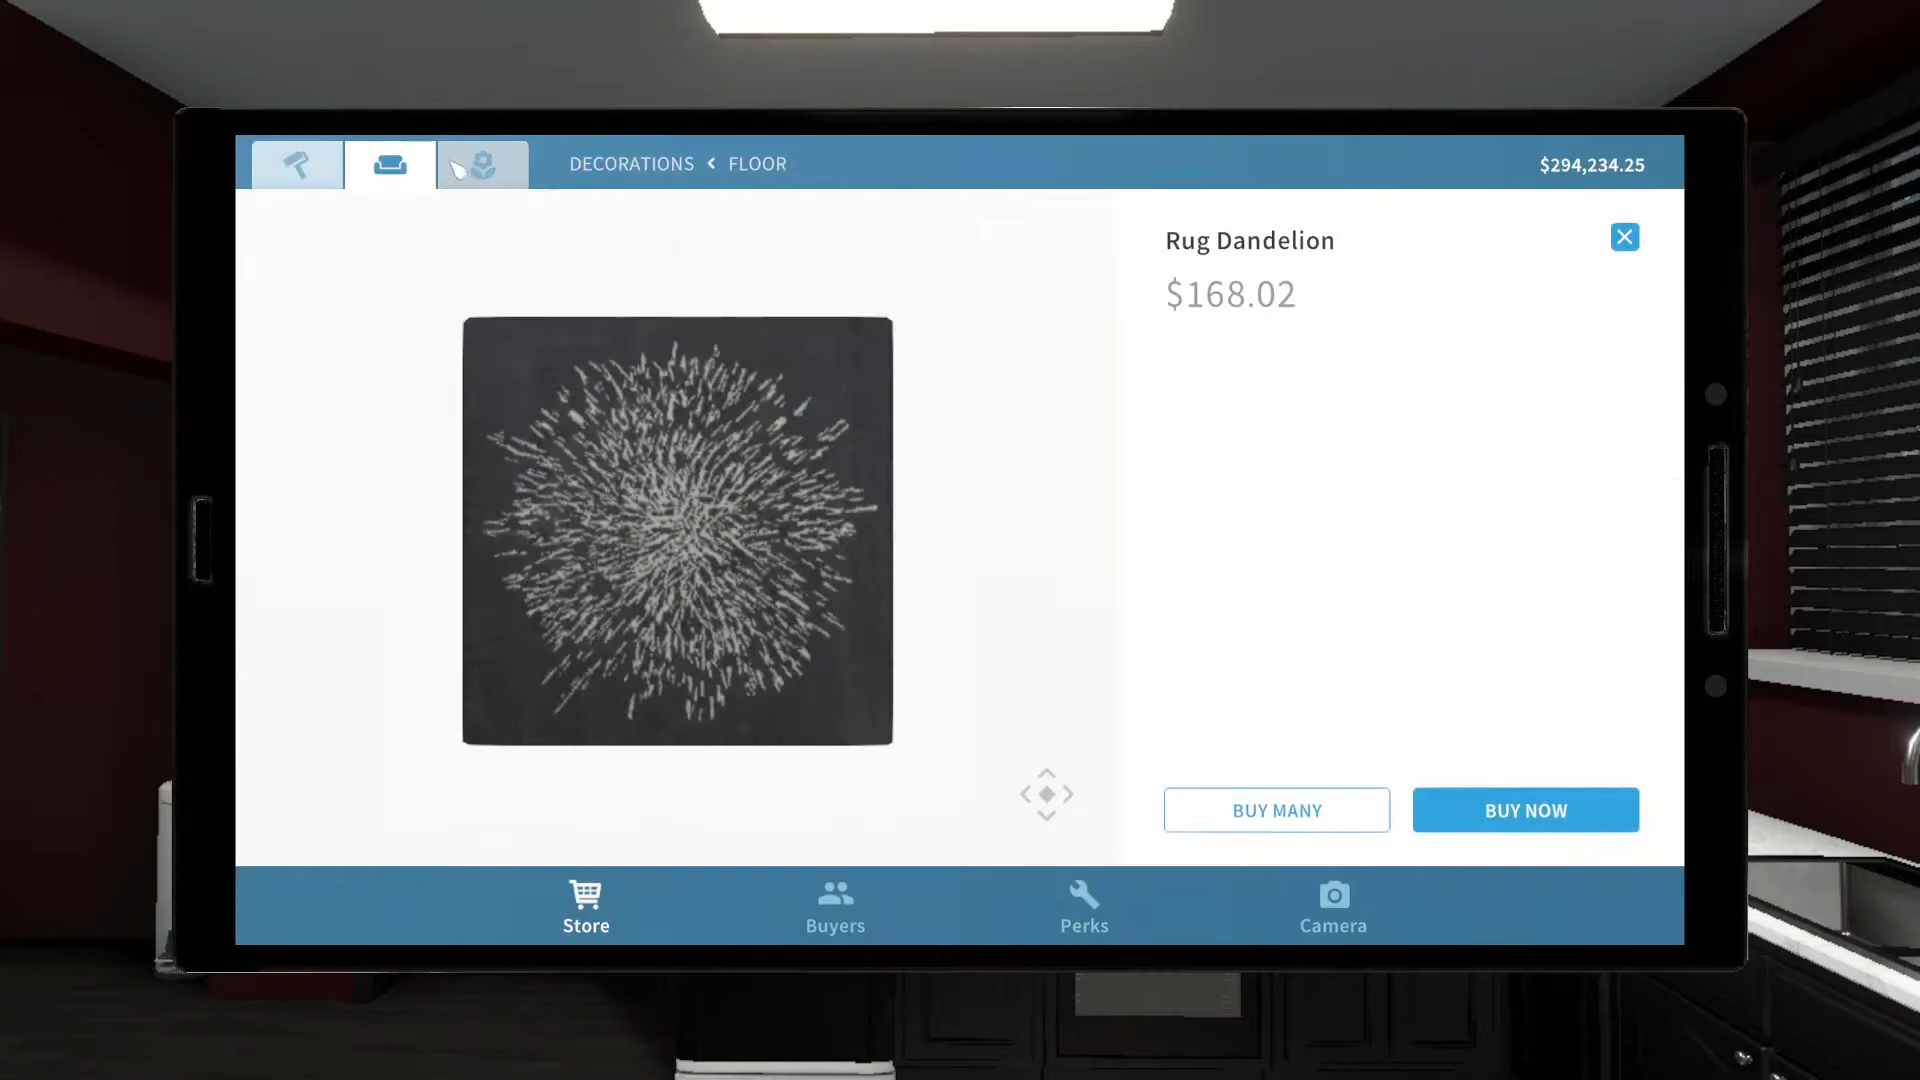 DECORATIONS < FLOOR
$294,234.25
Rug Dandelion
$168.02
BUY MANY
BUY NOW
Store
Buyers
Perks
Camera